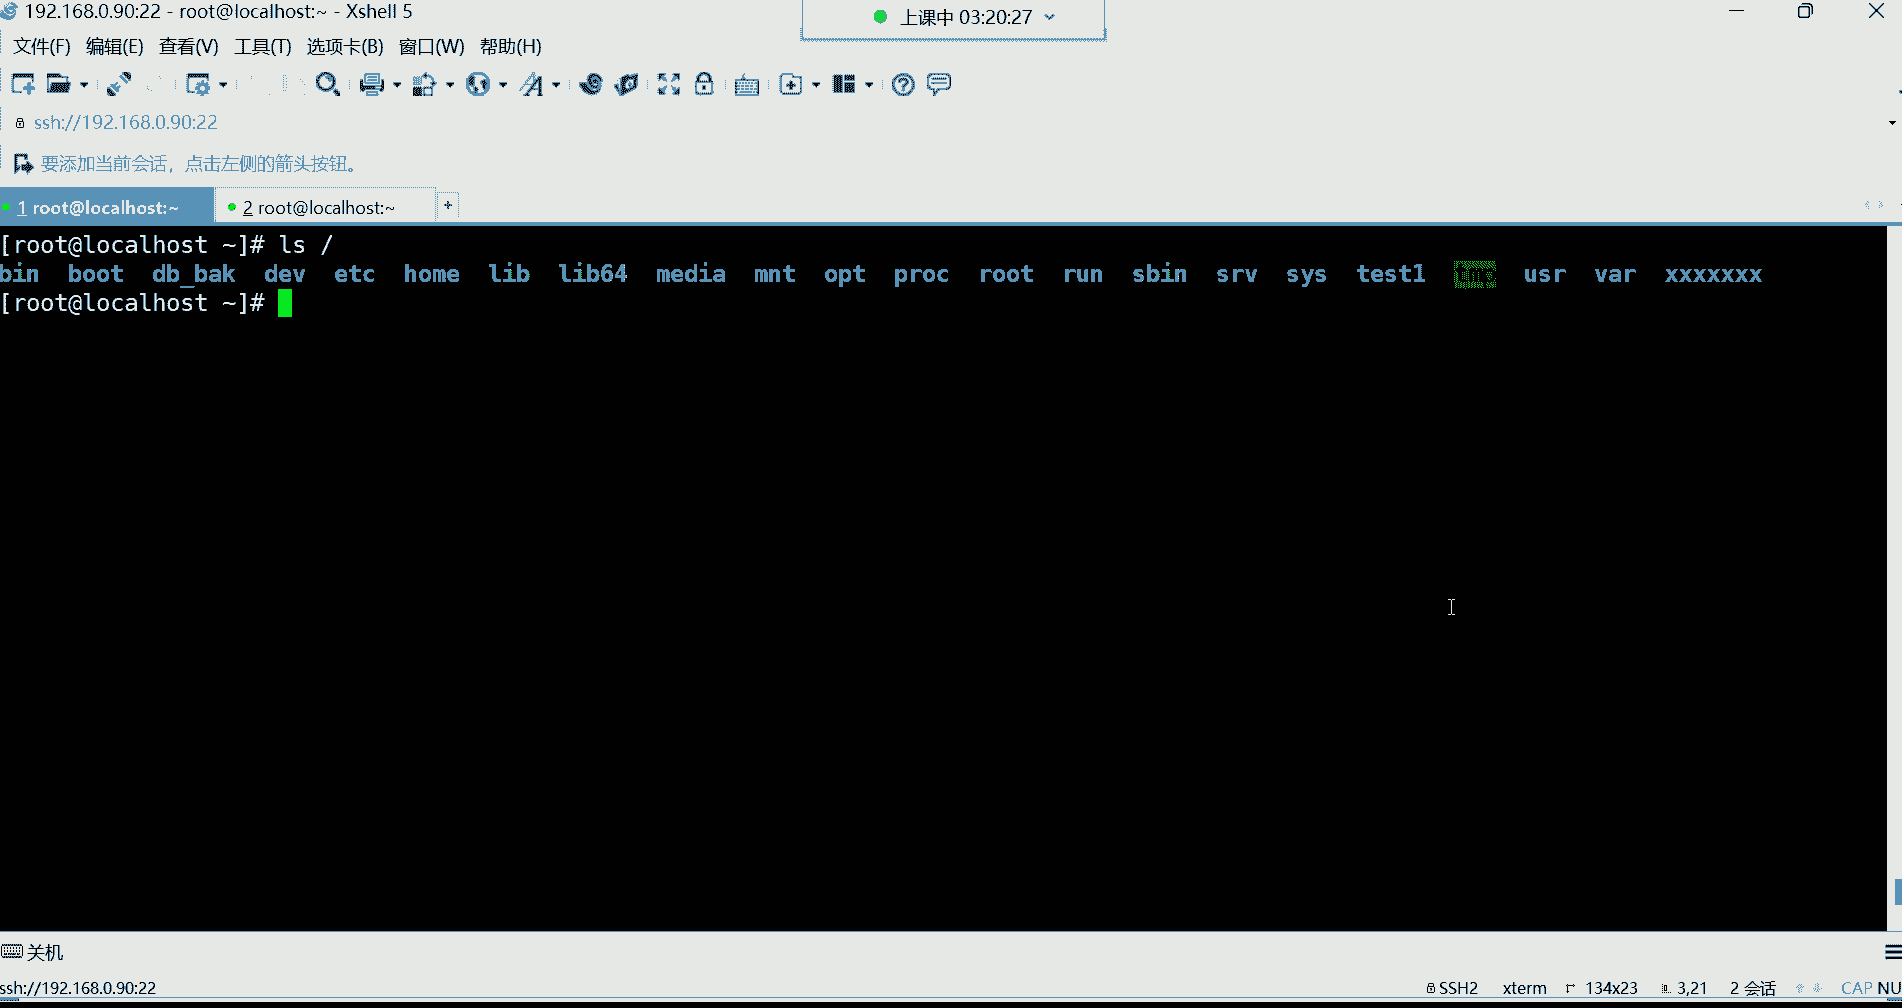 192.168.0.90:22 - root@localhost:~ - Xshell 5
上课中 03:20:27
文件(F) 编辑(E) 查看(V) 工具(T) 选项卡(B) 窗口(W) 帮助(H)
ssh://192.168.0.90:22
要添加当前会话，点击左侧的箭头按钮。
1 root@localhost:~ 2 root@localhost:~ +
[root@localhost ~]# ls /
bin boot db_bak dev etc home lib lib64 media mnt opt proc root run sbin srv sys test1 usr var xxxxxxx
[root@localhost ~]#
关机
ssh://192.168.0.90:22 SSH2 xterm 134x23 3,21 2 会话 CAP NU